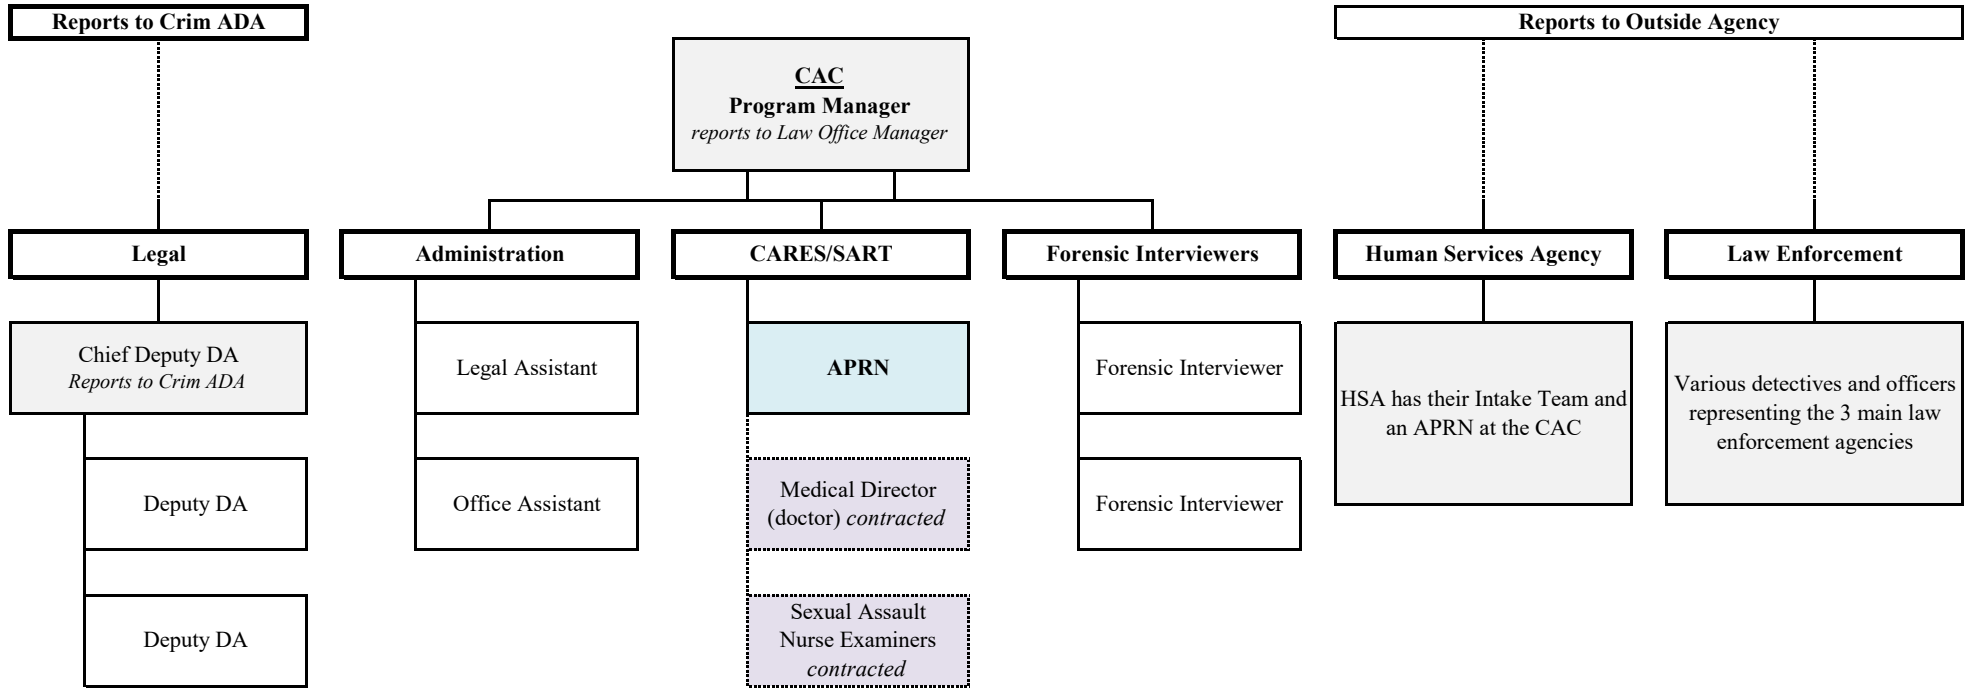 Reports to Crim ADA
Reports to Outside Agency
CAC
Program Manager
reports to Law Office Manager
Legal
Administration
CARES/SART
Forensic Interviewers
Human Services Agency
Law Enforcement
Chief Deputy DA
Reports to Crim ADA
Legal Assistant
APRN
Forensic Interviewer
HSA has their Intake Team and
an APRN at the CAC
Various detectives and officers
representing the 3 main law
enforcement agencies
Deputy DA
Office Assistant
Medical Director
(doctor) contracted
Forensic Interviewer
Deputy DA
Sexual Assault
Nurse Examiners
contracted